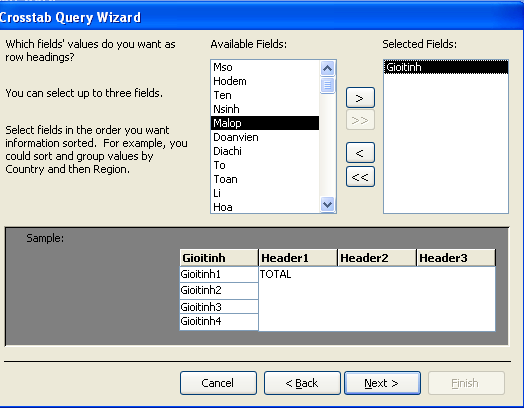 Crosstab Query Wizard
Which fields' values do you want as
row headings?
You can select up to three fields.
Select fields in the order you want
information sorted. For example, you
could sort and group values by
Country and then Region.
Available Fields:
Mso
Hodem
Ten
Nsinh
Malop
Doanvien
Diachi
To
Toan
Li
Hoa
>
>>
<
<<
Selected Fields:
Gioitinh
Sample:
Gioitinh Header1 Header2 Header3
Gioitinh1 TOTAL
Gioitinh2
Gioitinh3
Gioitinh4
Cancel < Back Next > Finish